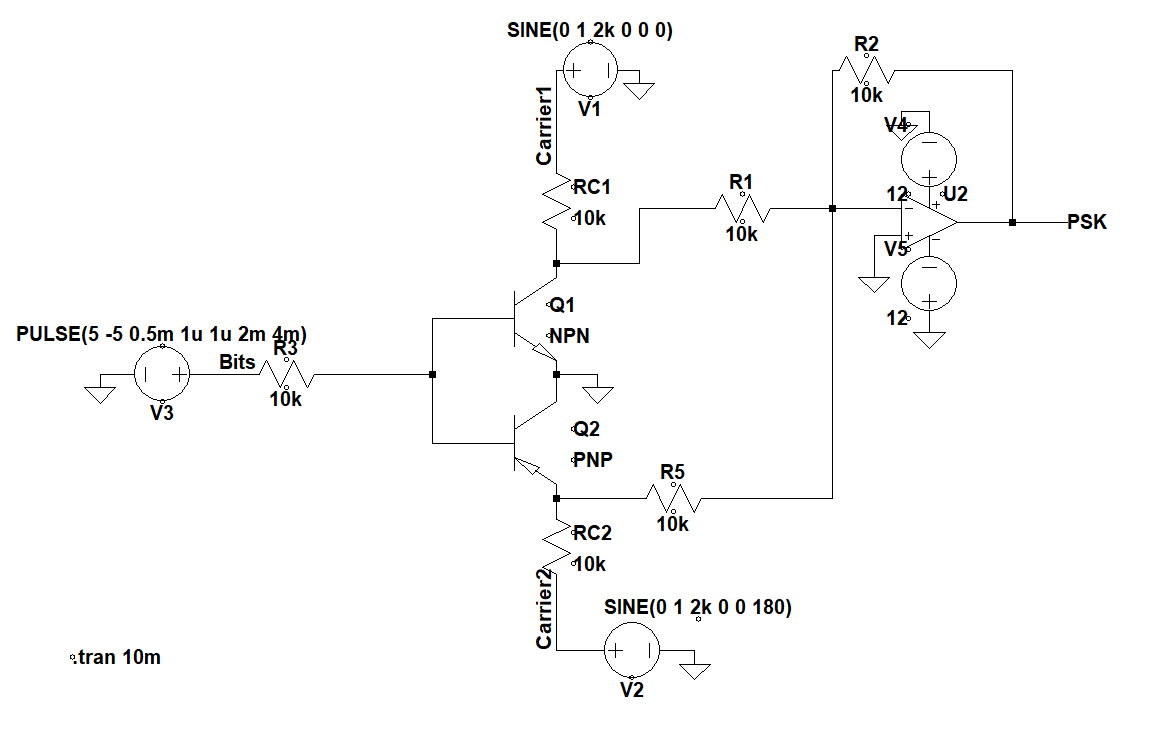 SINE(0 1 2k 0 0 0)
V1
Carrier1
RC1
10k
R2
10k
V4
12
U2
R1
10k
V5
12
PSK
Q1
NPN
PULSE(5 -5 0.5m 1u 1u 2m 4m)
R3
Bits
10k
V3
Q2
PNP
R5
10k
RC2
10k
Carrier2
SINE(0 1 2k 0 0 180)
V2
.tran 10m